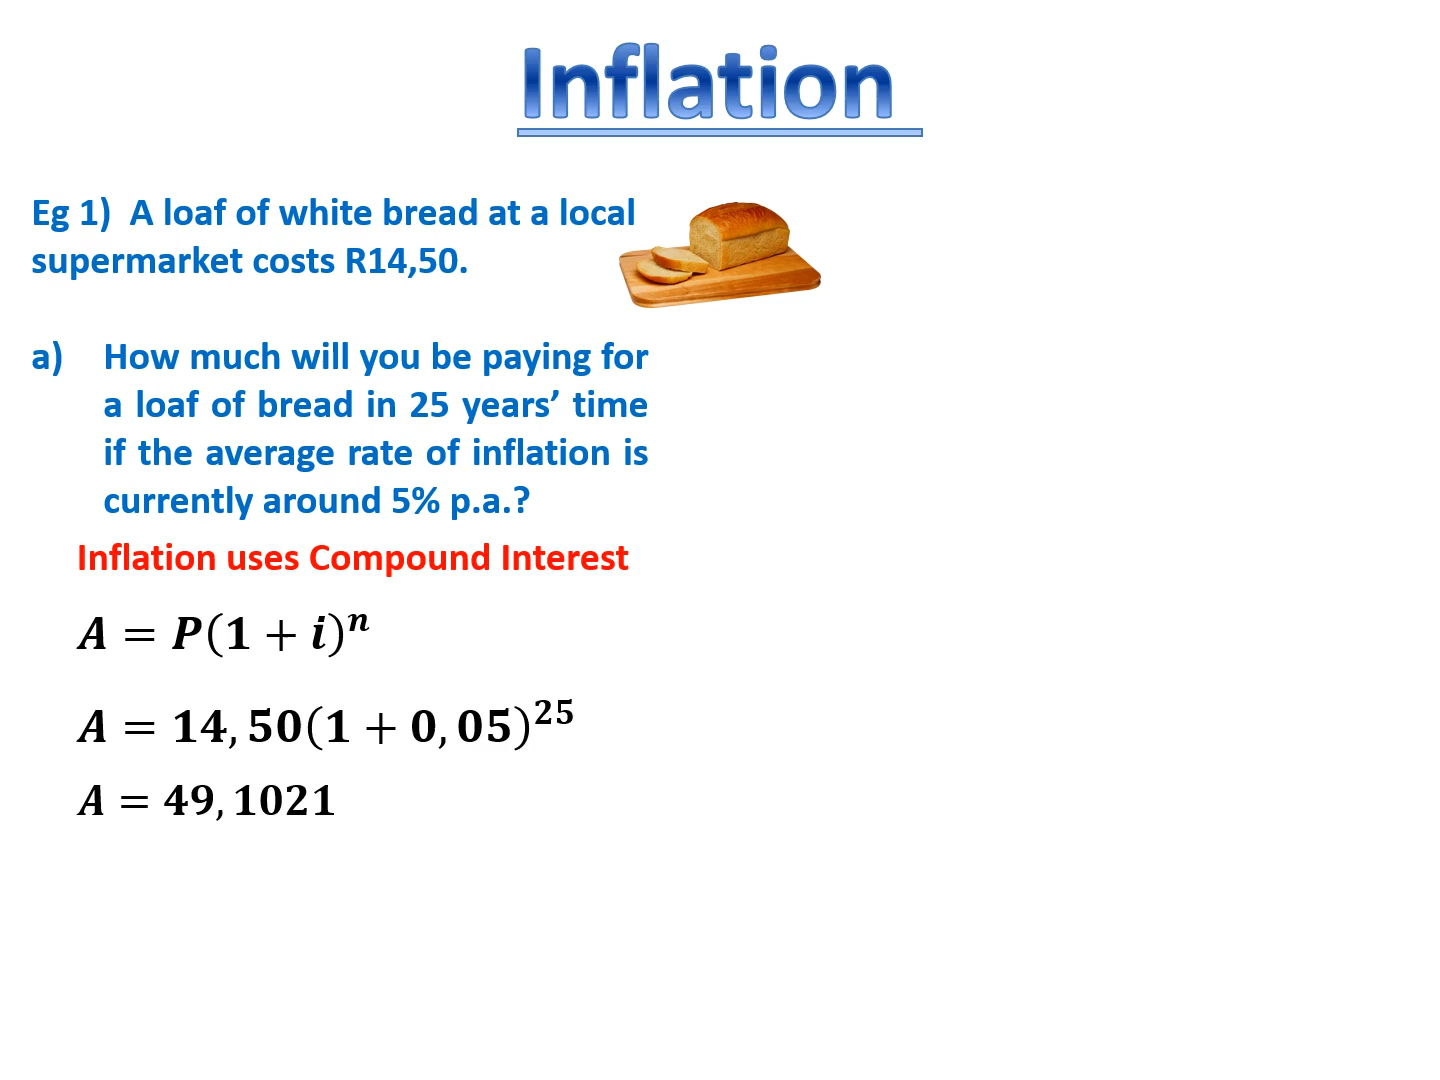 Inflation
Eg 1) A loaf of white bread at a local
supermarket costs R14,50.
a) How much will you be paying for
a loaf of bread in 25 years’ time
if the average rate of inflation is
currently around 5% p.a.?
Inflation uses Compound Interest
A = P(1 + i)ⁿ
A = 14,50(1 + 0,05)²⁵
A = 49,1021